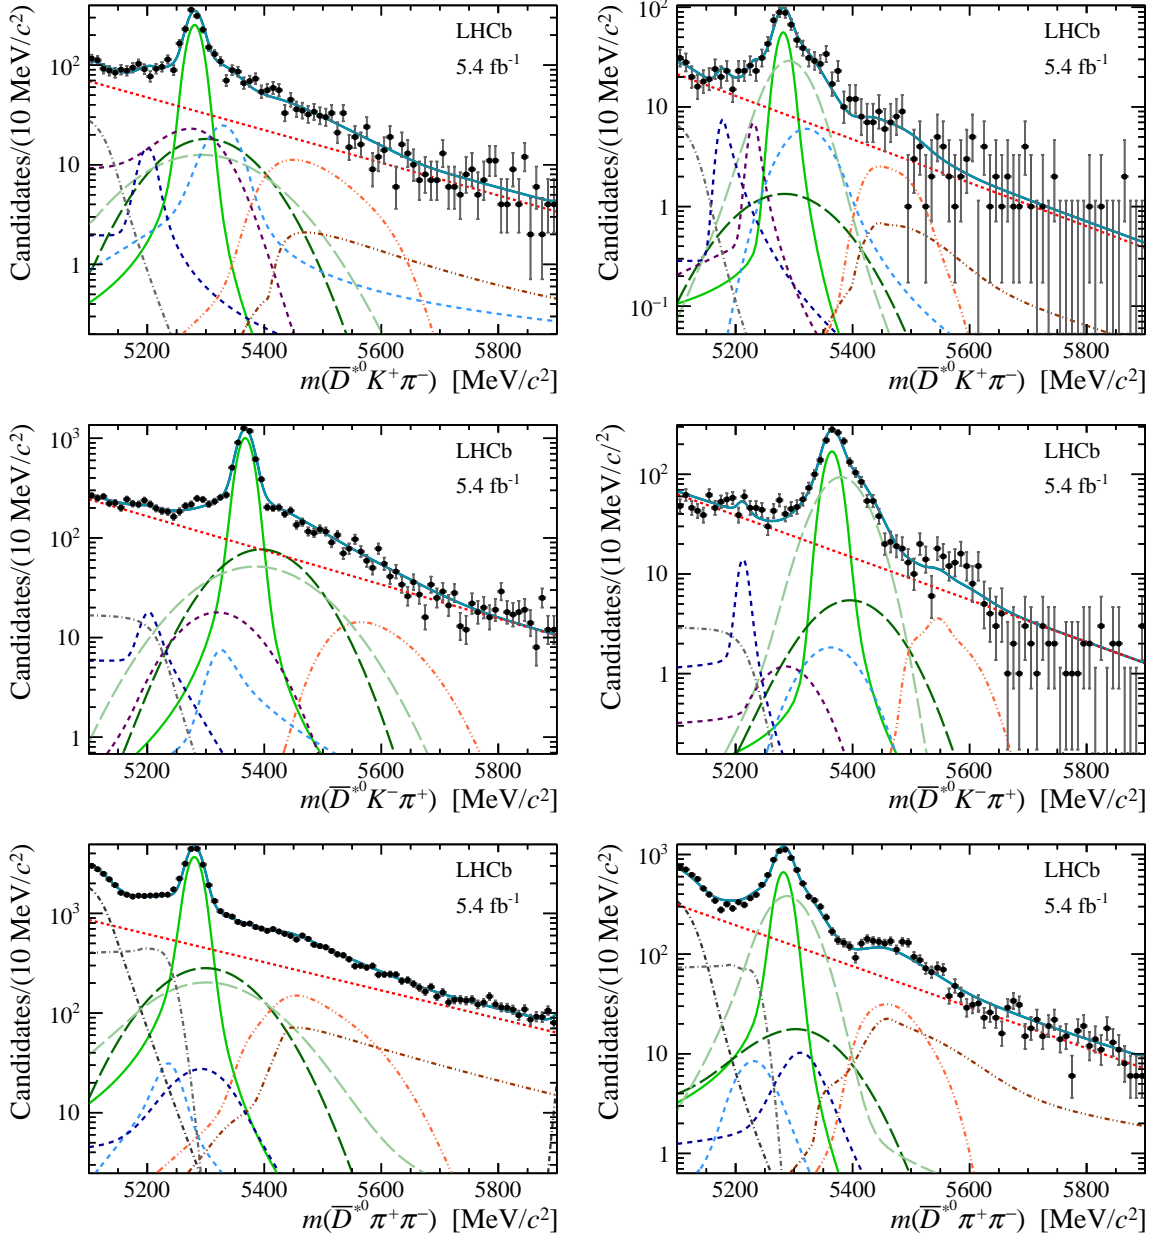 Candidates/(10 MeV/c²)
10²
10
1
LHCb
5.4 fb⁻¹
5200 5400 5600 5800
m(D̅*⁰K⁺π⁻) [MeV/c²]
Candidates/(10 MeV/c²)
10²
10
1
10⁻¹
LHCb
5.4 fb⁻¹
5200 5400 5600 5800
m(D̅*⁰K⁺π⁻) [MeV/c²]
Candidates/(10 MeV/c²)
10³
10²
10
1
LHCb
5.4 fb⁻¹
5200 5400 5600 5800
m(D̅*⁰K⁻π⁺) [MeV/c²]
Candidates/(10 MeV/c/²)
10²
10
1
LHCb
5.4 fb⁻¹
5200 5400 5600 5800
m(D̅*⁰K⁻π⁺) [MeV/c²]
Candidates/(10 MeV/c²)
10³
10²
10
LHCb
5.4 fb⁻¹
5200 5400 5600 5800
m(D̅*⁰π⁺π⁻) [MeV/c²]
Candidates/(10 MeV/c²)
10³
10²
10
1
LHCb
5.4 fb⁻¹
5200 5400 5600 5800
m(D̅*⁰π⁺π⁻) [MeV/c²]